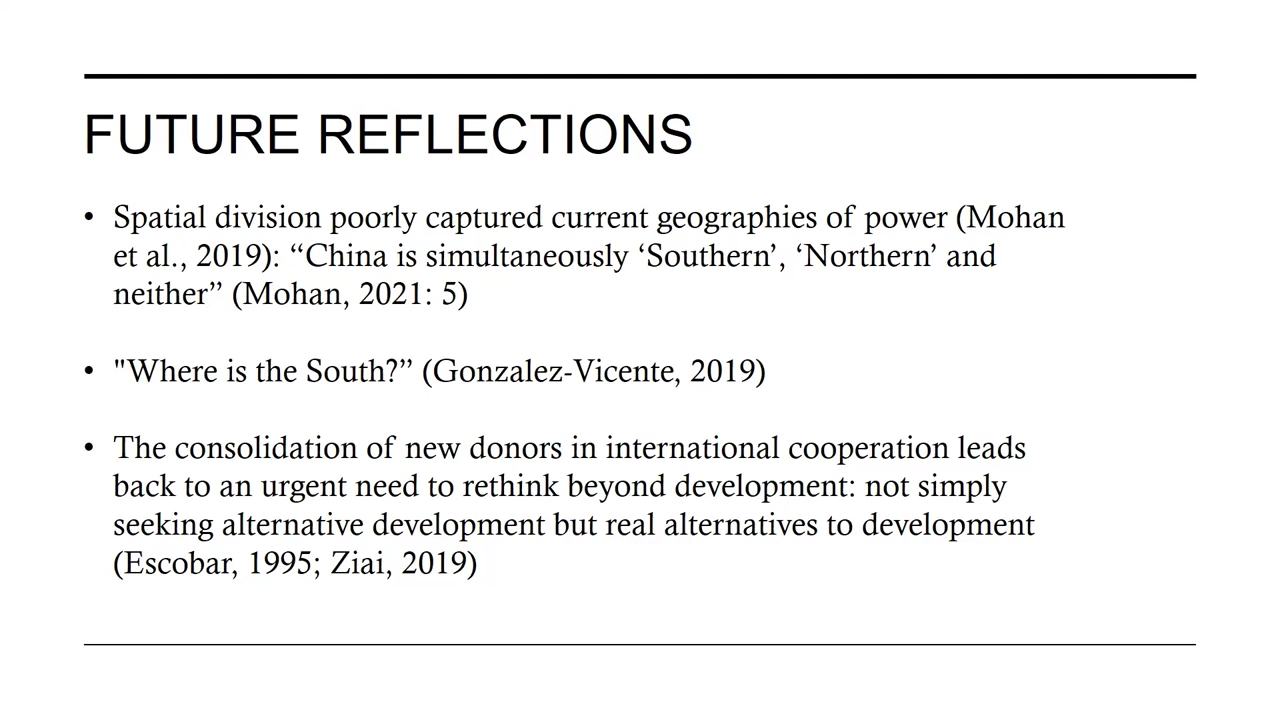 FUTURE REFLECTIONS
• Spatial division poorly captured current geographies of power (Mohan
et al., 2019): “China is simultaneously ‘Southern’, ‘Northern’ and
neither” (Mohan, 2021: 5)
• "Where is the South?” (Gonzalez-Vicente, 2019)
• The consolidation of new donors in international cooperation leads
back to an urgent need to rethink beyond development: not simply
seeking alternative development but real alternatives to development
(Escobar, 1995; Ziai, 2019)